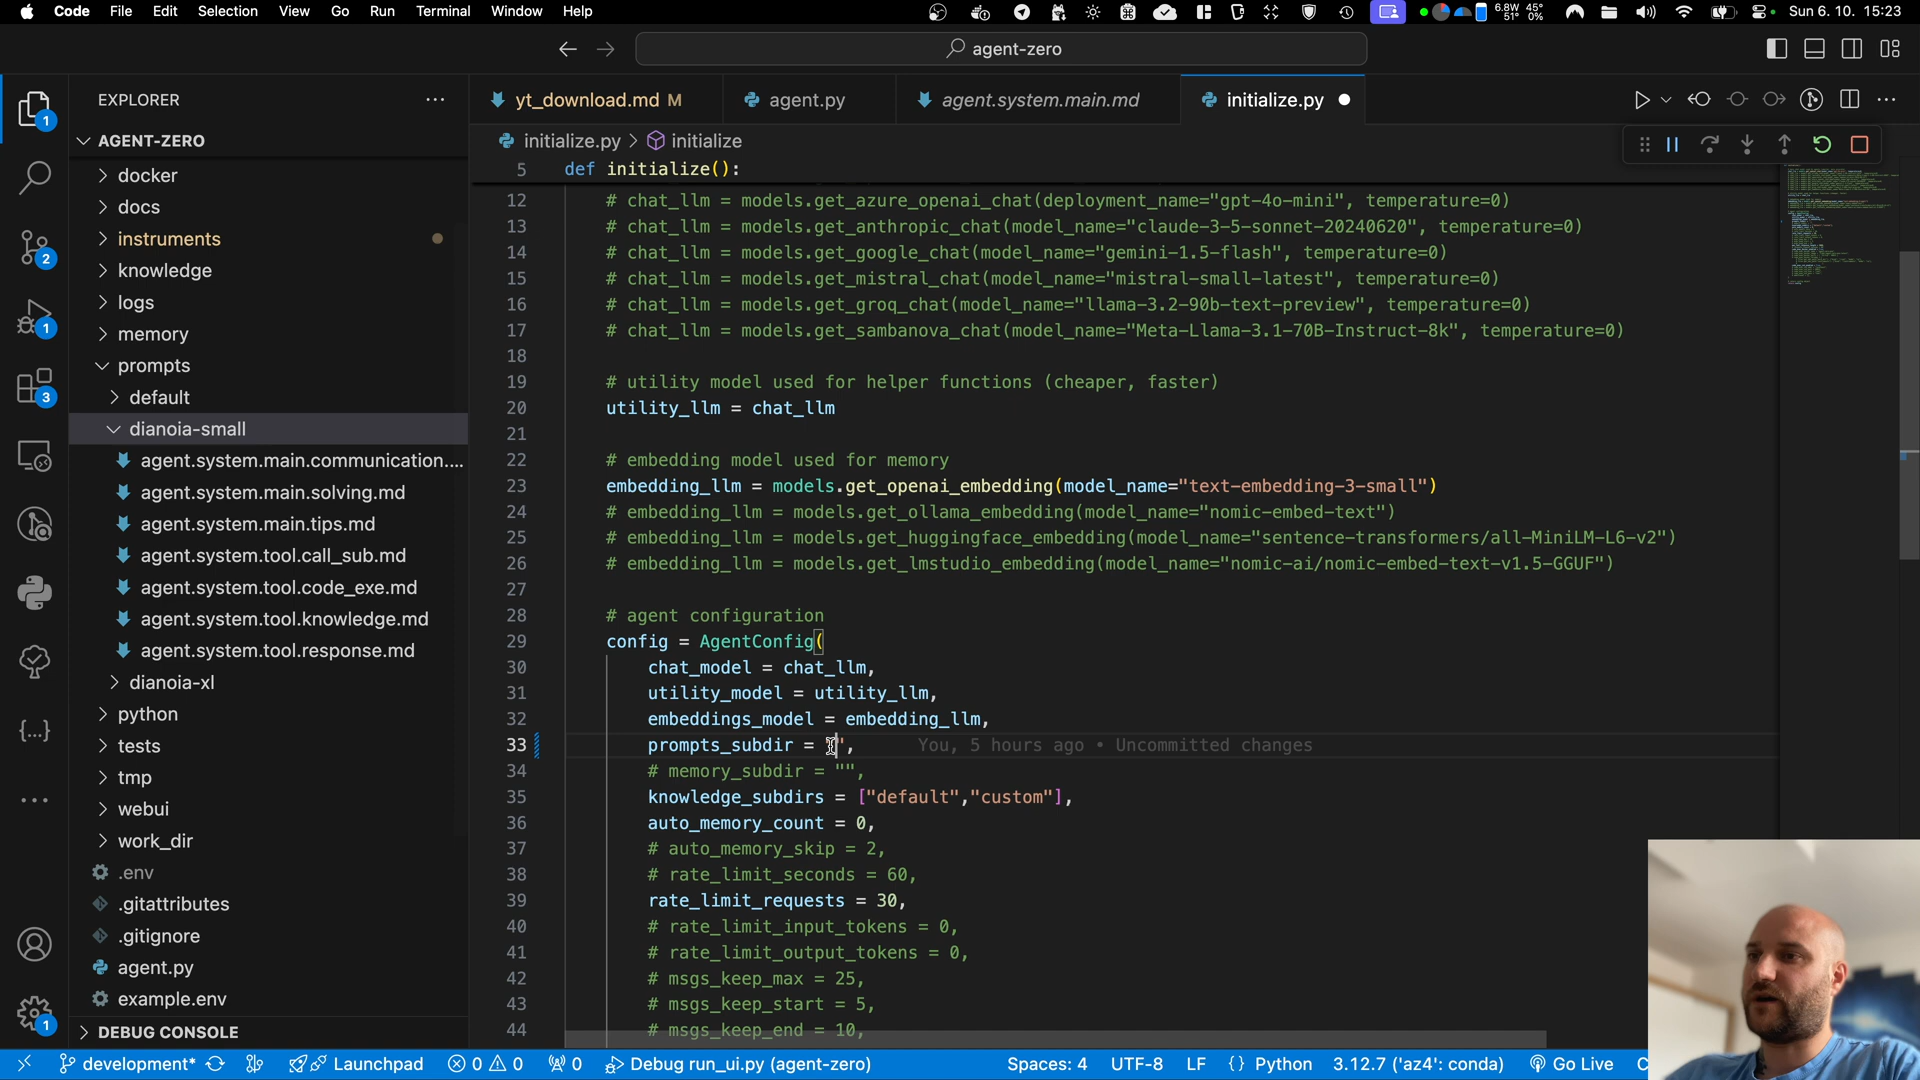 Code File Edit Selection View Go Run Terminal Window Help
6.8W 45°
51° 0%
Sun 6. 10. 15:23
agent-zero
EXPLORER
AGENT-ZERO
docker
docs
instruments
knowledge
logs
memory
prompts
default
dianoia-small
agent.system.main.communication....
agent.system.main.solving.md
agent.system.main.tips.md
agent.system.tool.call_sub.md
agent.system.tool.code_exe.md
agent.system.tool.knowledge.md
agent.system.tool.response.md
dianoia-xl
python
tests
tmp
webui
work_dir
.env
.gitattributes
.gitignore
agent.py
example.env
DEBUG CONSOLE
1
2
1
3
1
yt_download.md M
agent.py
agent.system.main.md
initialize.py
initialize.py > initialize
5 def initialize():
12 # chat_llm = models.get_azure_openai_chat(deployment_name="gpt-4o-mini", temperature=0)
13 # chat_llm = models.get_anthropic_chat(model_name="claude-3-5-sonnet-20240620", temperature=0)
14 # chat_llm = models.get_google_chat(model_name="gemini-1.5-flash", temperature=0)
15 # chat_llm = models.get_mistral_chat(model_name="mistral-small-latest", temperature=0)
16 # chat_llm = models.get_groq_chat(model_name="llama-3.2-90b-text-preview", temperature=0)
17 # chat_llm = models.get_sambanova_chat(model_name="Meta-Llama-3.1-70B-Instruct-8k", temperature=0)
18
19 # utility model used for helper functions (cheaper, faster)
20 utility_llm = chat_llm
21
22 # embedding model used for memory
23 embedding_llm = models.get_openai_embedding(model_name="text-embedding-3-small")
24 # embedding_llm = models.get_ollama_embedding(model_name="nomic-embed-text")
25 # embedding_llm = models.get_huggingface_embedding(model_name="sentence-transformers/all-MiniLM-L6-v2")
26 # embedding_llm = models.get_lmstudio_embedding(model_name="nomic-ai/nomic-embed-text-v1.5-GGUF")
27
28 # agent configuration
29 config = AgentConfig(
30 chat_model = chat_llm,
31 utility_model = utility_llm,
32 embeddings_model = embedding_llm,
33 prompts_subdir = "", You, 5 hours ago • Uncommitted changes
34 # memory_subdir = "",
35 knowledge_subdirs = ["default","custom"],
36 auto_memory_count = 0,
37 # auto_memory_skip = 2,
38 # rate_limit_seconds = 60,
39 rate_limit_requests = 30,
40 # rate_limit_input_tokens = 0,
41 # rate_limit_output_tokens = 0,
42 # msgs_keep_max = 25,
43 # msgs_keep_start = 5,
44 # msgs_keep_end = 10,
development* Launchpad 0 0 0 Debug run_ui.py (agent-zero) Spaces: 4 UTF-8 LF {} Python 3.12.7 ('az4': conda) Go Live